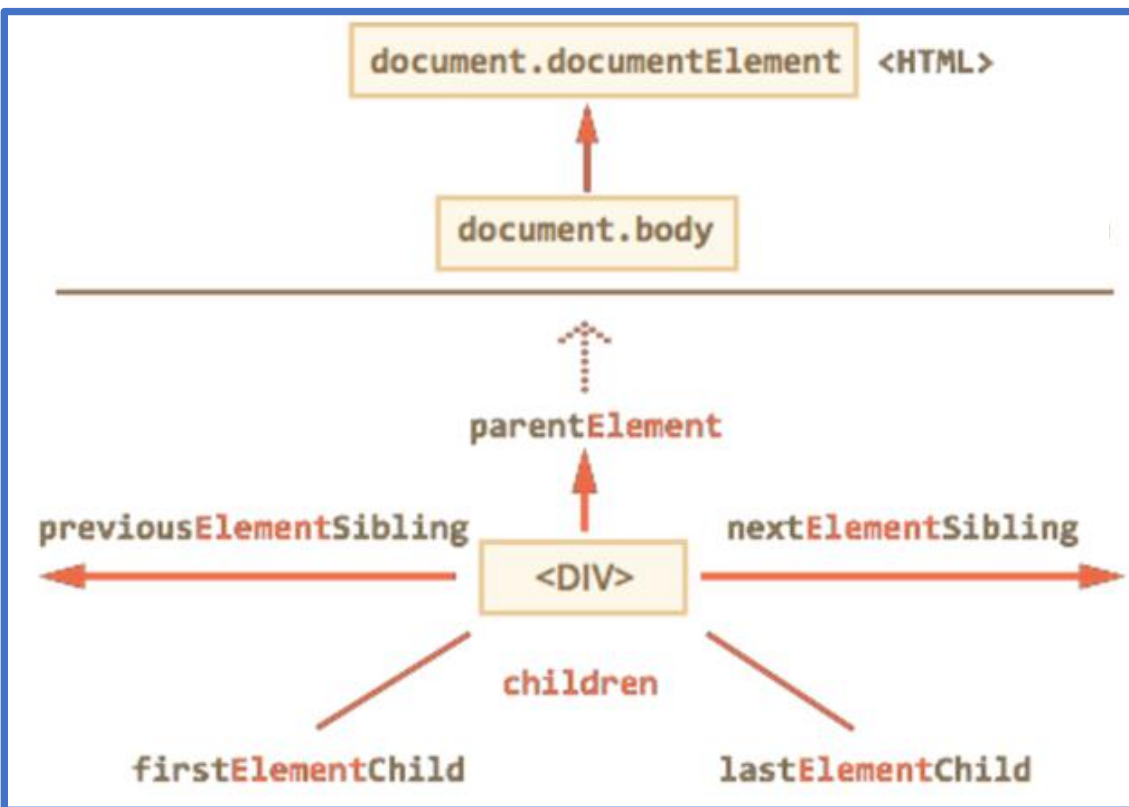 document.documentElement <HTML>
document.body
parentElement
previousElementSibling nextElementSibling
<DIV>
children
firstElementChild lastElementChild